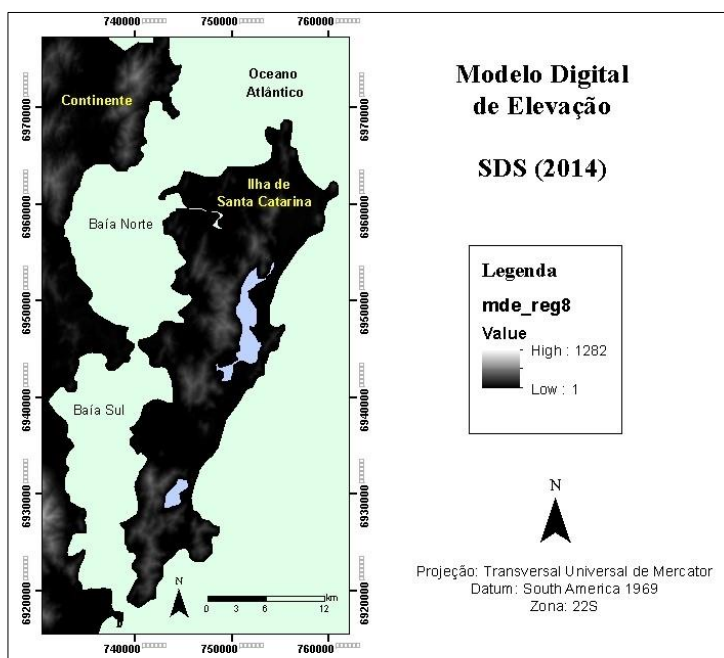 740000 750000 760000
Oceano
Atlântico
Continente
6970000
Ilha de
Santa Catarina
6960000
Baía Norte
6950000
6940000
Baía Sul
6930000
6920000
N
km
0 3 6 12
740000 750000 760000
Modelo Digital
de Elevação
SDS (2014)
Legenda
mde_reg8
Value
High : 1282
Low : 1
N
Projeção: Transversal Universal de Mercator
Datum: South America 1969
Zona: 22S